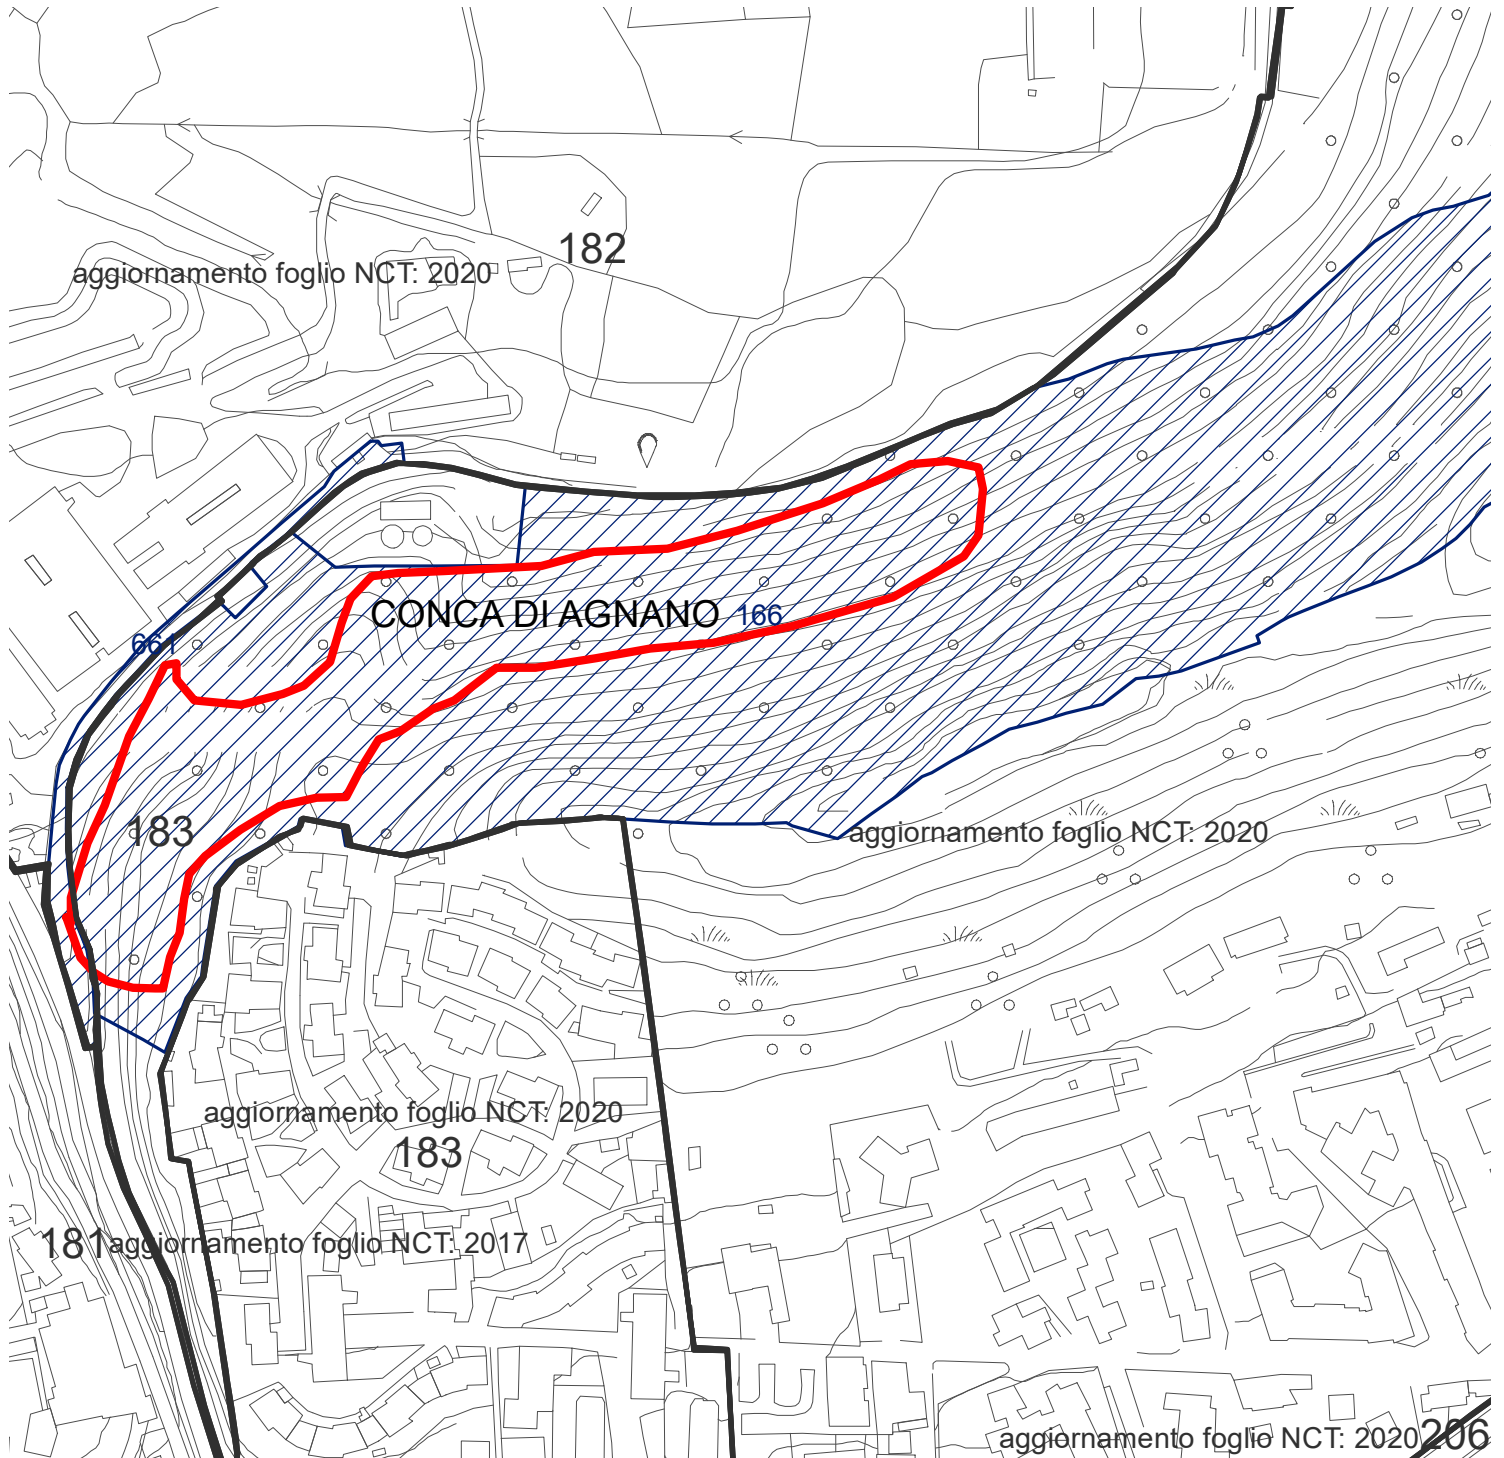 182
aggiornamento foglio NCT: 2020
CONCA DI AGNANO 166
661
183
aggiornamento foglio NCT: 2020
aggiornamento foglio NCT: 2020
183
181 aggiornamento foglio NCT: 2017
aggiornamento foglio NCT: 2020 206